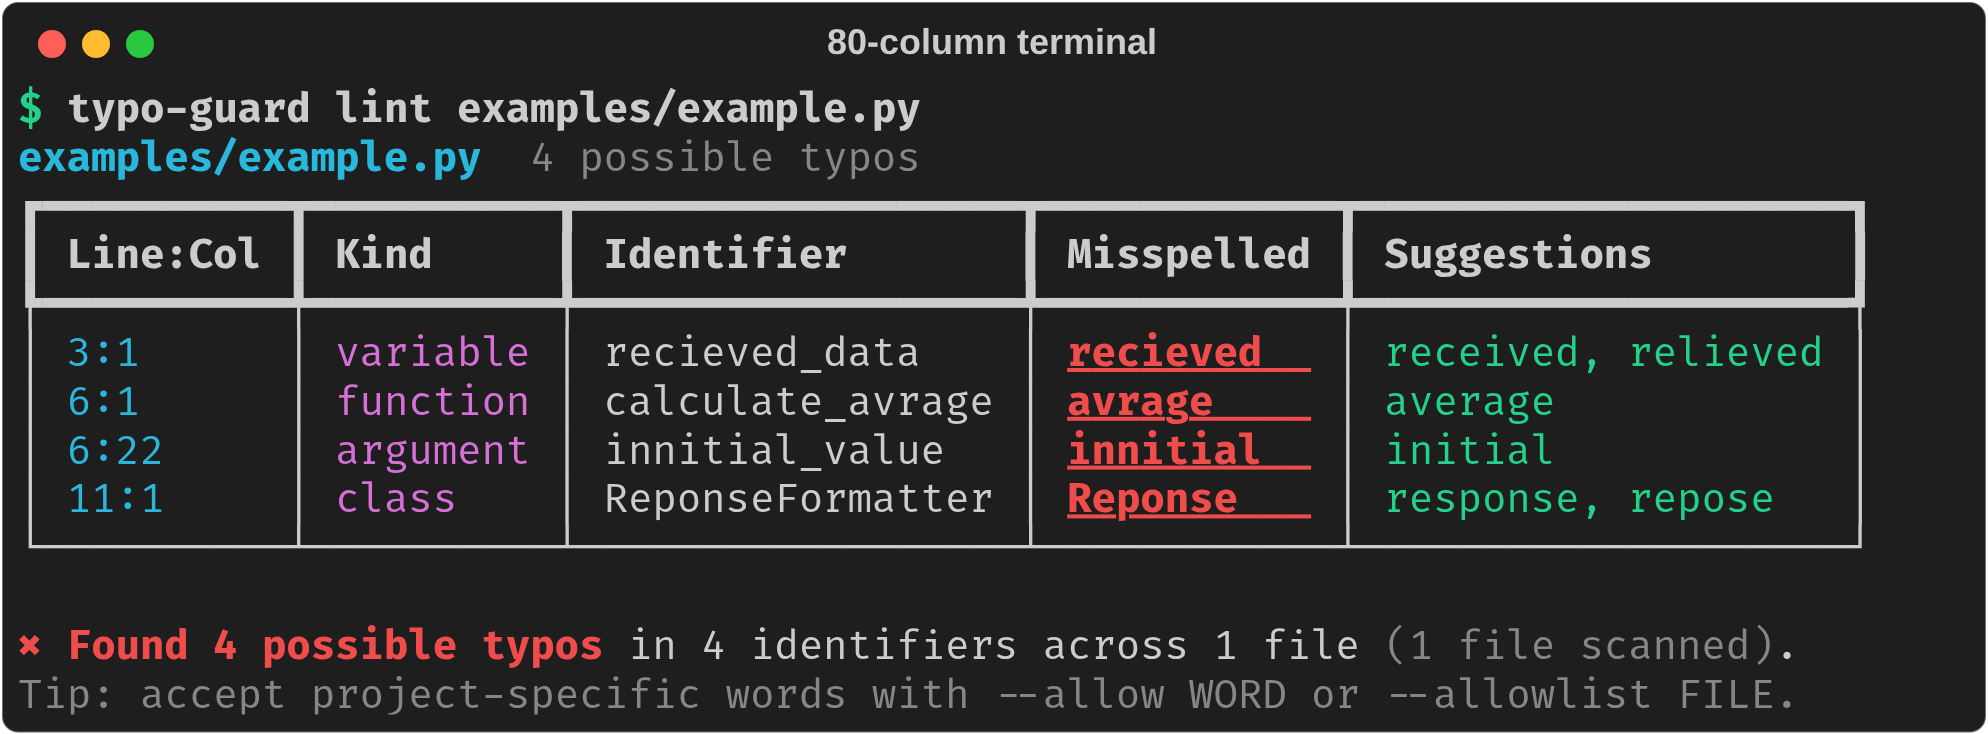 80-column terminal
$ typo-guard lint examples/example.py
examples/example.py  4 possible typos
Line:Col Kind Identifier Misspelled Suggestions
3:1 variable recieved_data recieved received, relieved
6:1 function calculate_avrage avrage average
6:22 argument innitial_value innitial initial
11:1 class ReponseFormatter Reponse response, repose
✖ Found 4 possible typos in 4 identifiers across 1 file (1 file scanned).
Tip: accept project-specific words with --allow WORD or --allowlist FILE.